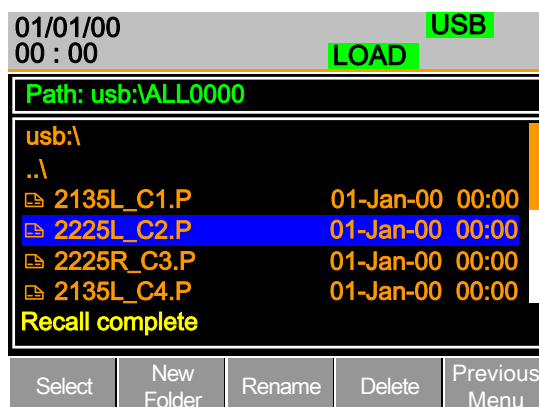 01/01/00
USB
00 : 00
LOAD
Path: usb:\ALL0000
usb:\
..\
2135L_C1.P 01-Jan-00 00:00
2225L_C2.P 01-Jan-00 00:00
2225R_C3.P 01-Jan-00 00:00
2135L_C4.P 01-Jan-00 00:00
Recall complete
Select
New
Folder
Rename
Delete
Previous
Menu